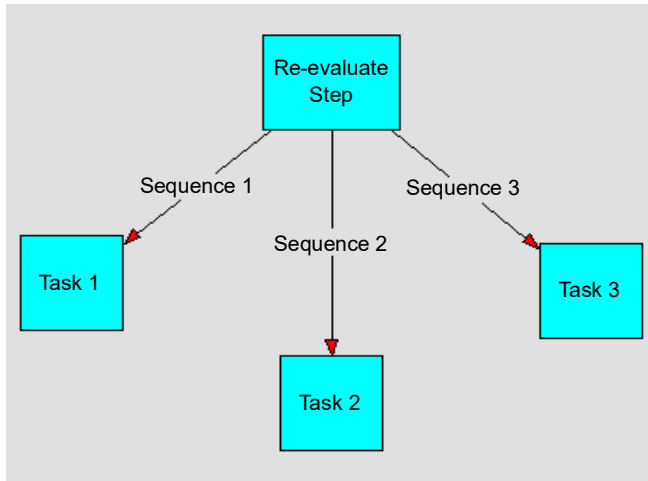 Re-evaluate
Step
Sequence 1
Sequence 3
Sequence 2
Task 1
Task 3
Task 2